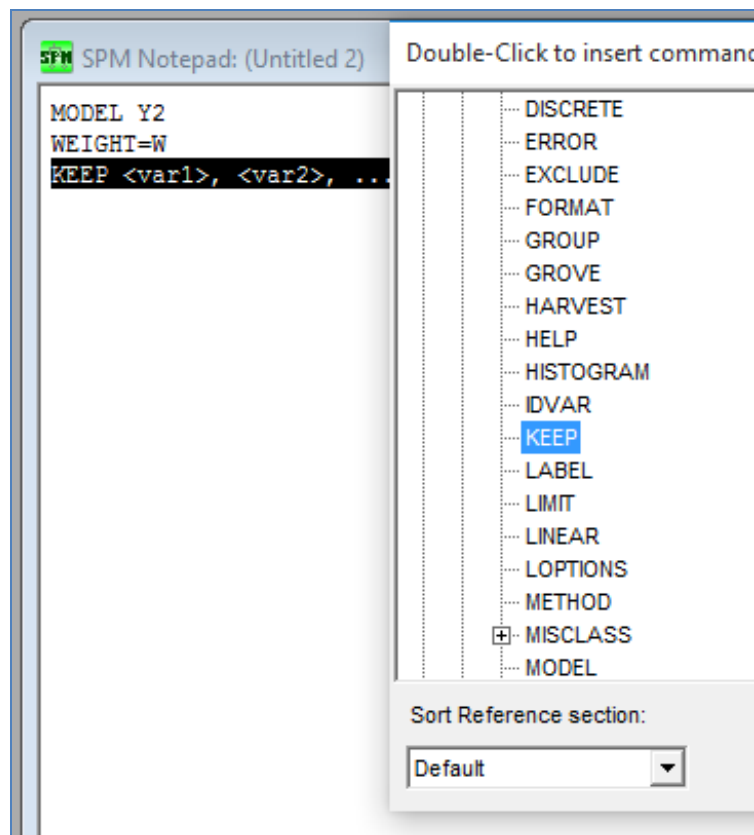 SPM Notepad: (Untitled 2)
MODEL Y2
WEIGHT=W
KEEP <var1>, <var2>, ...
Double-Click to insert command
DISCRETE
ERROR
EXCLUDE
FORMAT
GROUP
GROVE
HARVEST
HELP
HISTOGRAM
IDVAR
KEEP
LABEL
LIMIT
LINEAR
LOPTIONS
METHOD
MISCLASS
MODEL
Sort Reference section:
Default